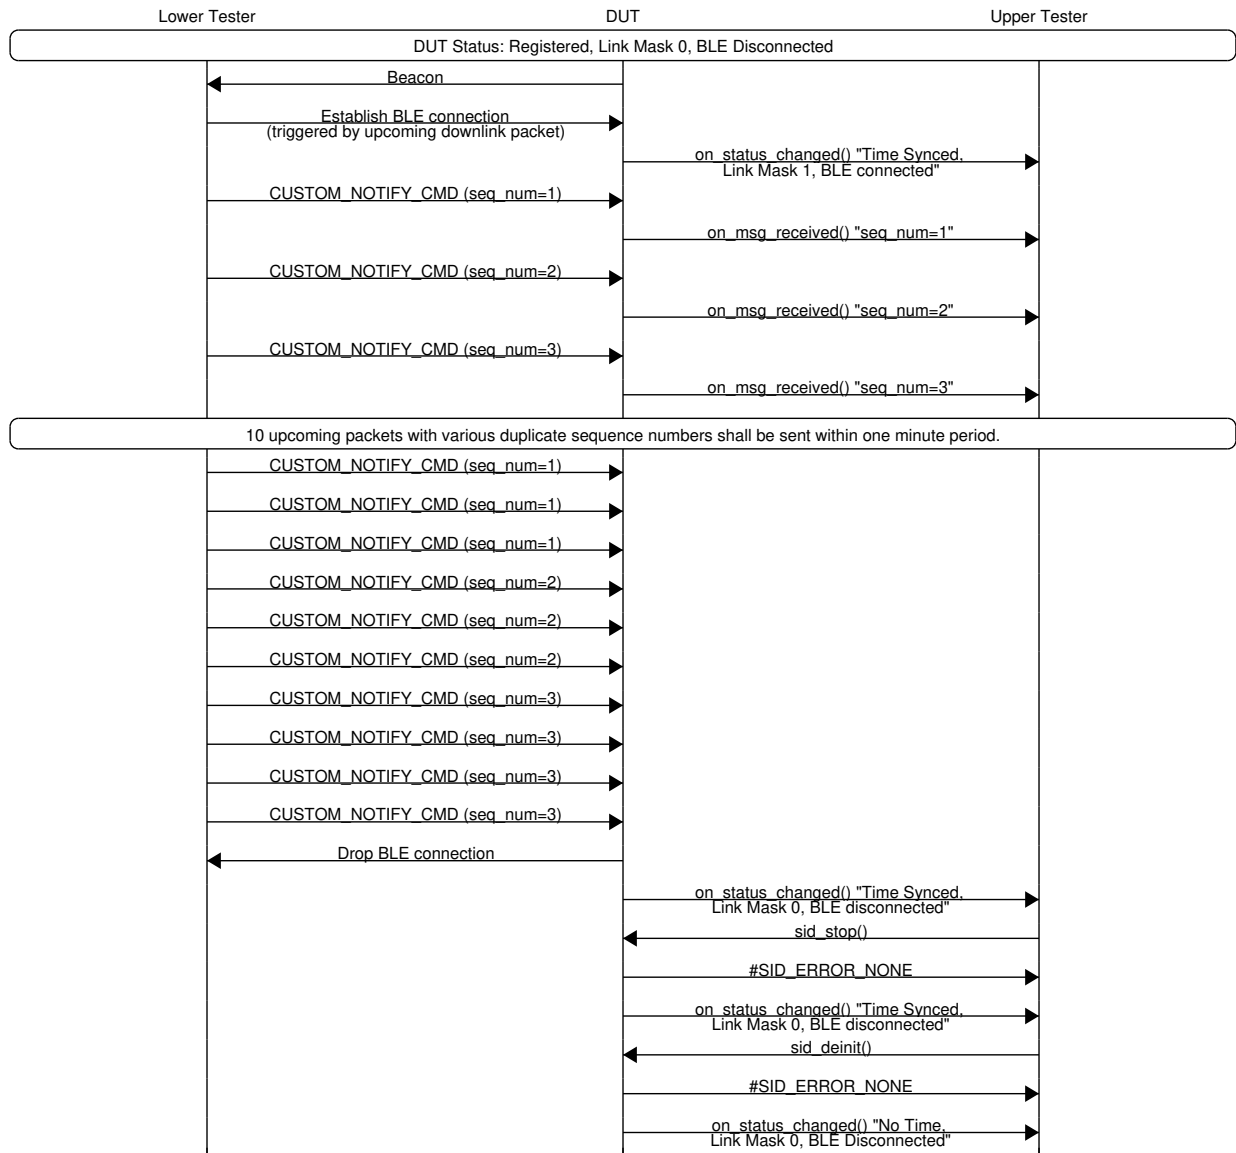 Lower Tester
DUT
Upper Tester
DUT Status: Registered, Link Mask 0, BLE Disconnected
Beacon
Establish BLE connection
(triggered by upcoming downlink packet)
on_status_changed() "Time Synced,
Link Mask 1, BLE connected"
CUSTOM_NOTIFY_CMD (seq_num=1)
on_msg_received() "seq_num=1"
CUSTOM_NOTIFY_CMD (seq_num=2)
on_msg_received() "seq_num=2"
CUSTOM_NOTIFY_CMD (seq_num=3)
on_msg_received() "seq_num=3"
10 upcoming packets with various duplicate sequence numbers shall be sent within one minute period.
CUSTOM_NOTIFY_CMD (seq_num=1)
CUSTOM_NOTIFY_CMD (seq_num=1)
CUSTOM_NOTIFY_CMD (seq_num=1)
CUSTOM_NOTIFY_CMD (seq_num=2)
CUSTOM_NOTIFY_CMD (seq_num=2)
CUSTOM_NOTIFY_CMD (seq_num=2)
CUSTOM_NOTIFY_CMD (seq_num=3)
CUSTOM_NOTIFY_CMD (seq_num=3)
CUSTOM_NOTIFY_CMD (seq_num=3)
CUSTOM_NOTIFY_CMD (seq_num=3)
Drop BLE connection
on_status_changed() "Time Synced,
Link Mask 0, BLE disconnected"
sid_stop()
#SID_ERROR_NONE
on_status_changed() "Time Synced,
Link Mask 0, BLE disconnected"
sid_deinit()
#SID_ERROR_NONE
on_status_changed() "No Time,
Link Mask 0, BLE Disconnected"